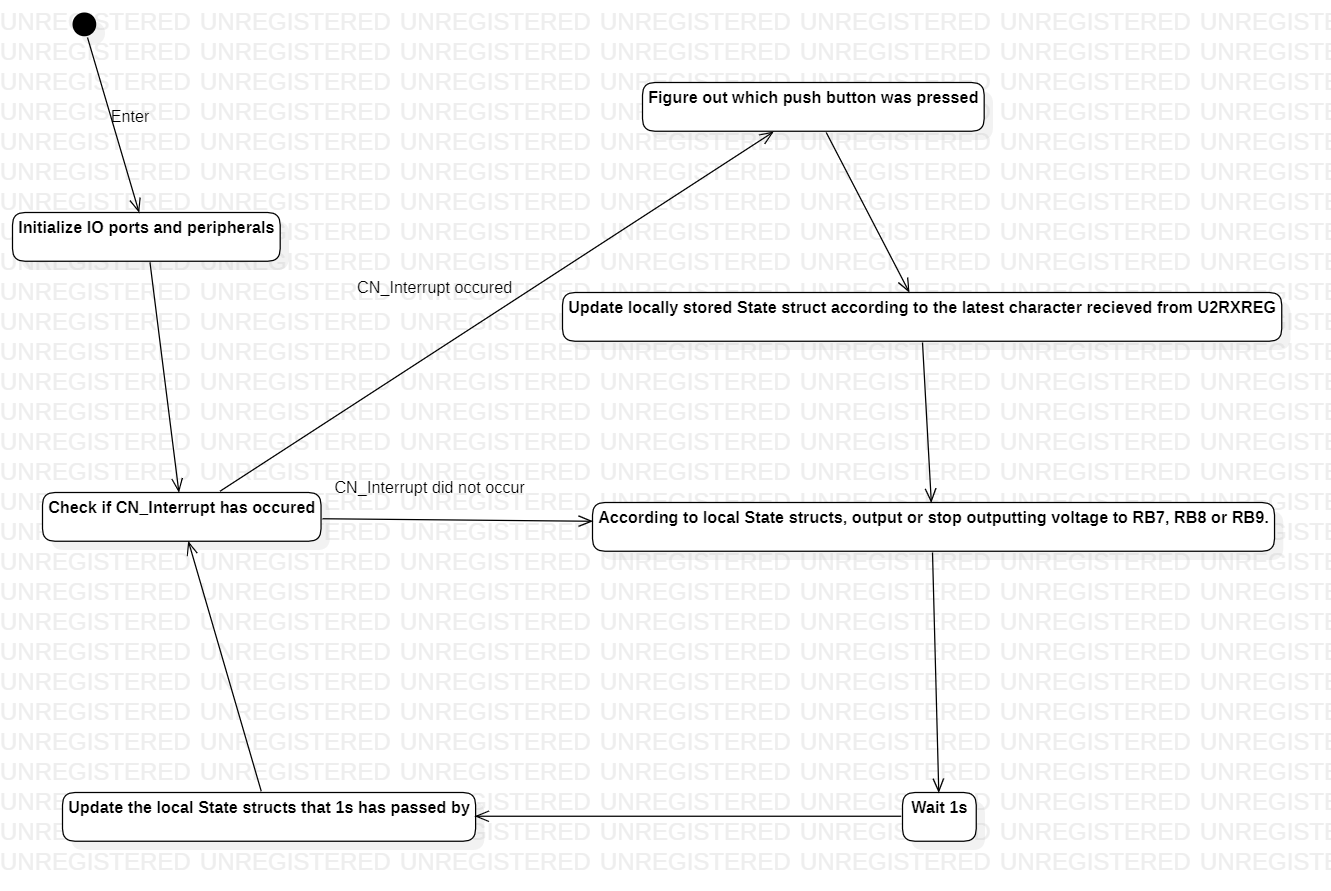 Enter
Figure out which push button was pressed
Initialize IO ports and peripherals
CN_Interrupt occured
Update locally stored State struct according to the latest character recieved from U2RXREG
CN_Interrupt did not occur
Check if CN_Interrupt has occured
According to local State structs, output or stop outputting voltage to RB7, RB8 or RB9.
Update the local State structs that 1s has passed by
Wait 1s
UNREGISTERED